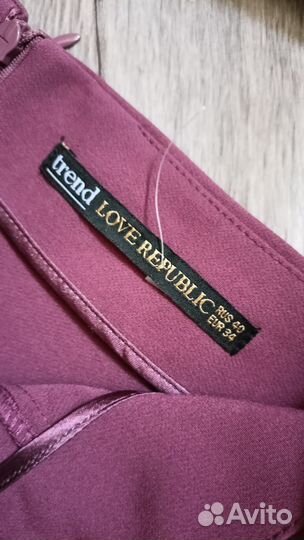 trend LOVE REPUBLIC
RUS 40
EUR 34
Avito